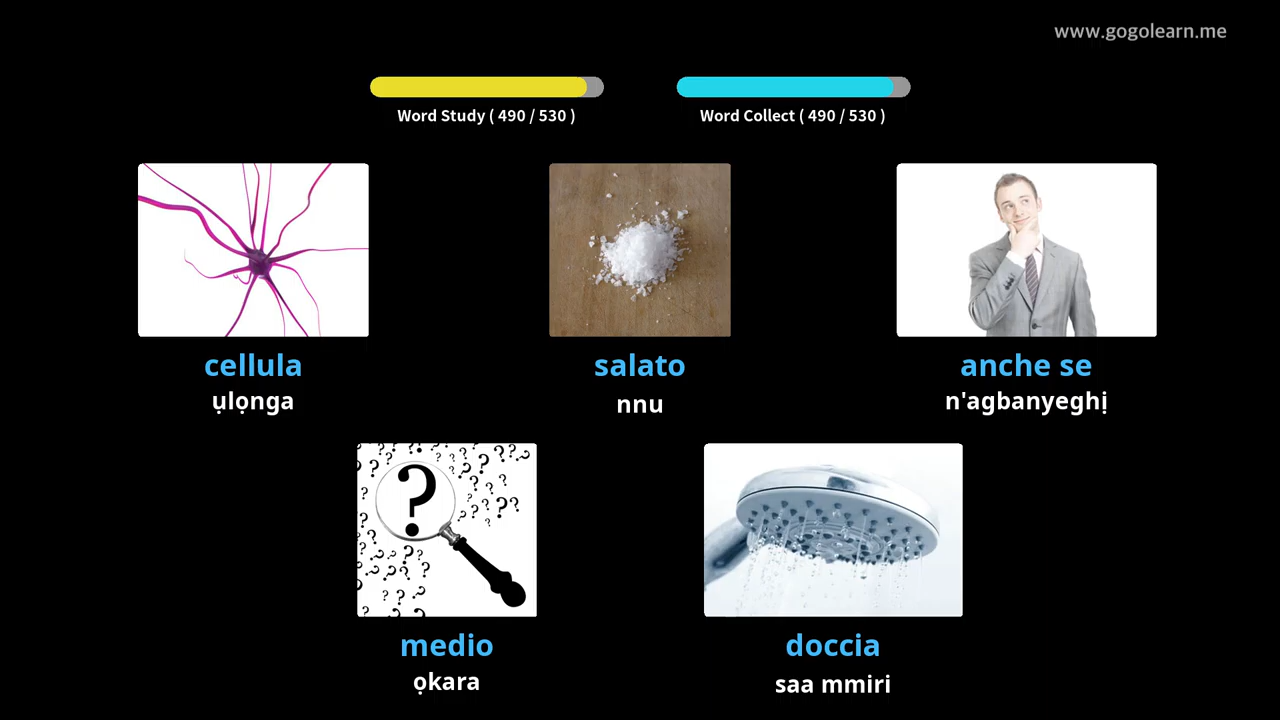 www.gogolearn.me
Word Study ( 490 / 530 )
Word Collect ( 490 / 530 )
cellula
ụlọnga
salato
nnu
anche se
n'agbanyeghị
medio
ọkara
doccia
saa mmiri